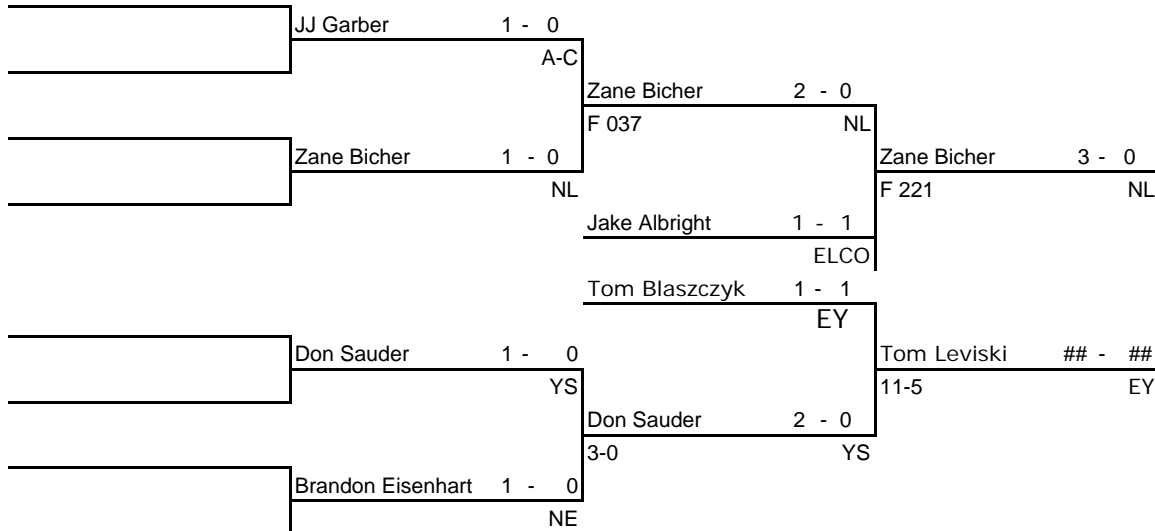 JJ Garber 1 - 0
A-C
Zane Bicher 2 - 0
F 037 NL
Zane Bicher 1 - 0
NL
Zane Bicher 3 - 0
F 221 NL
Jake Albright 1 - 1
ELCO
Tom Blaszczyk 1 - 1
EY
Don Sauder 1 - 0
YS
Tom Leviski ## - ##
11-5 EY
Don Sauder 2 - 0
3-0 YS
Brandon Eisenhart 1 - 0
NE